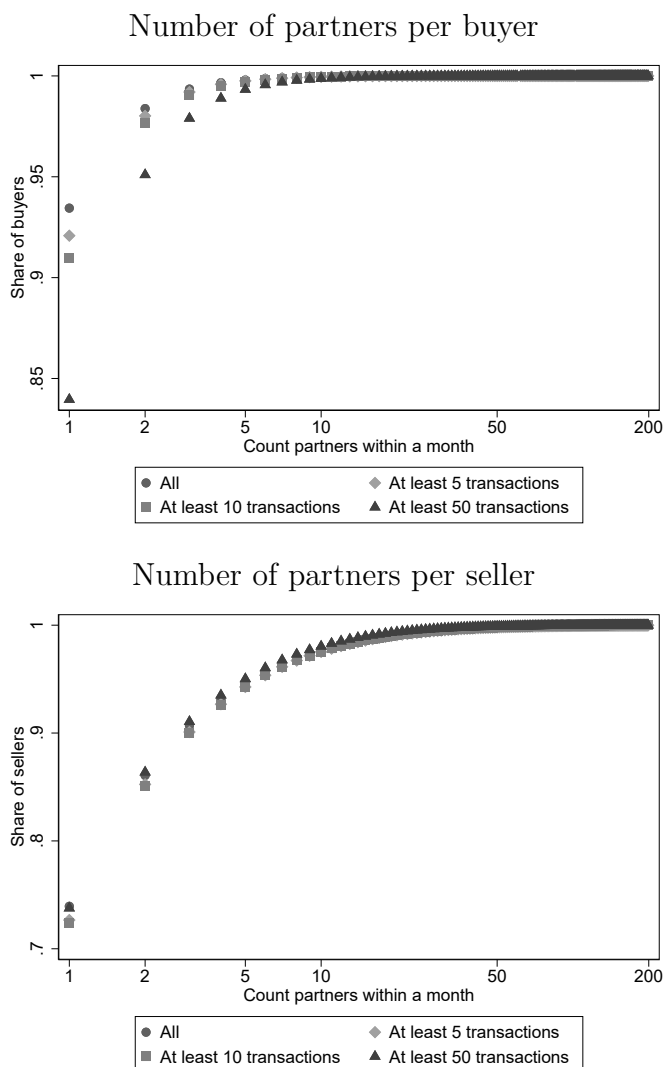 Number of partners per buyer
Share of buyers
.85
.9
.95
1
1 2 5 10 50 200
Count partners within a month
All At least 5 transactions
At least 10 transactions At least 50 transactions
Number of partners per seller
Share of sellers
.7
.8
.9
1
1 2 5 10 50 200
Count partners within a month
All At least 5 transactions
At least 10 transactions At least 50 transactions